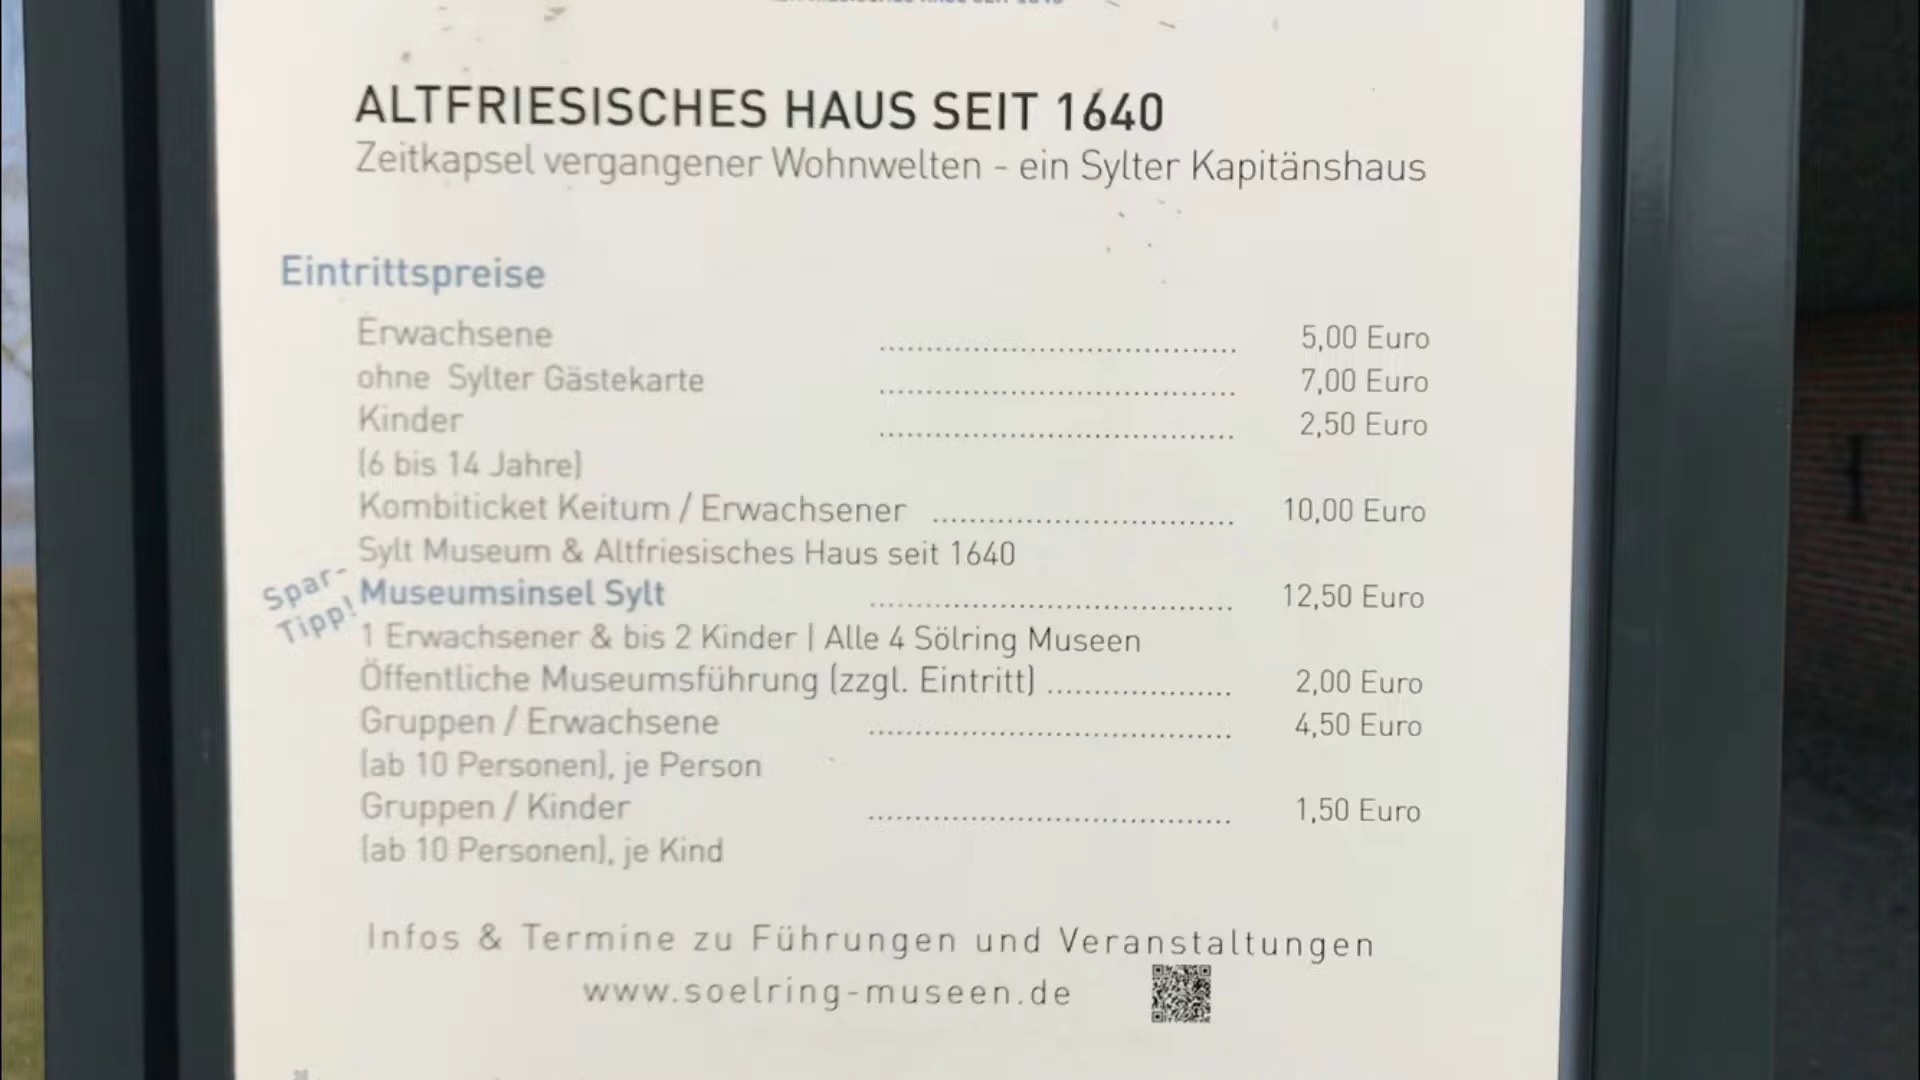 ALTFRIESISCHES HAUS SEIT 1640
Zeitkapsel vergangener Wohnwelten - ein Sylter Kapitänshaus
Eintrittspreise
Erwachsene ........ 5,00 Euro
ohne Sylter Gästekarte ........ 7,00 Euro
Kinder ........ 2,50 Euro
(6 bis 14 Jahre)
Kombiticket Keitum / Erwachsener ........ 10,00 Euro
Sylt Museum & Altfriesisches Haus seit 1640
Spar-
Tipp!
Museumsinsel Sylt ........ 12,50 Euro
1 Erwachsener & bis 2 Kinder | Alle 4 Sölring Museen
Öffentliche Museumsführung (zzgl. Eintritt) ........ 2,00 Euro
Gruppen / Erwachsene ........ 4,50 Euro
(ab 10 Personen), je Person
Gruppen / Kinder ........ 1,50 Euro
(ab 10 Personen), je Kind
Infos & Termine zu Führungen und Veranstaltungen
www.soelring-museen.de